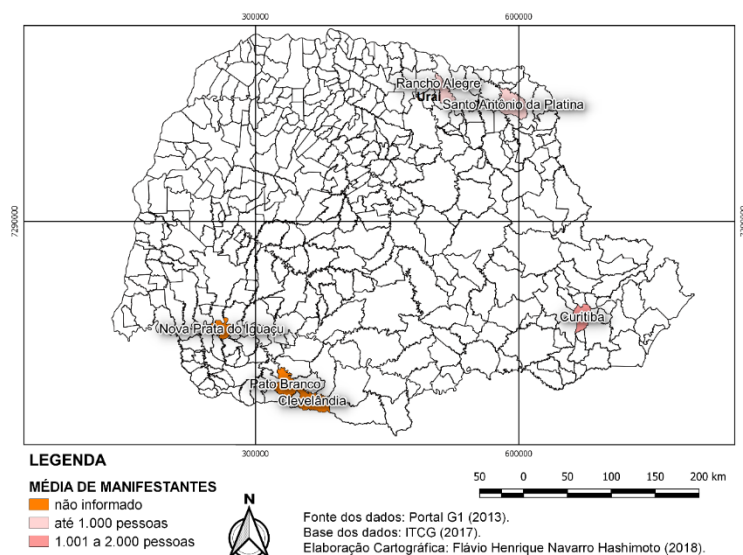 300000 600000
Rancho Alegre
Uraí
Santo Antônio da Platina
7290000
Curitiba
Nova Prata do Iguaçu
Pato Branco
Clevelândia
300000 600000
LEGENDA
MÉDIA DE MANIFESTANTES
não informado
até 1.000 pessoas
1.001 a 2.000 pessoas
N
50 0 50 100 150 200 km
Fonte dos dados: Portal G1 (2013).
Base dos dados: ITCG (2017).
Elaboração Cartográfica: Flávio Henrique Navarro Hashimoto (2018).